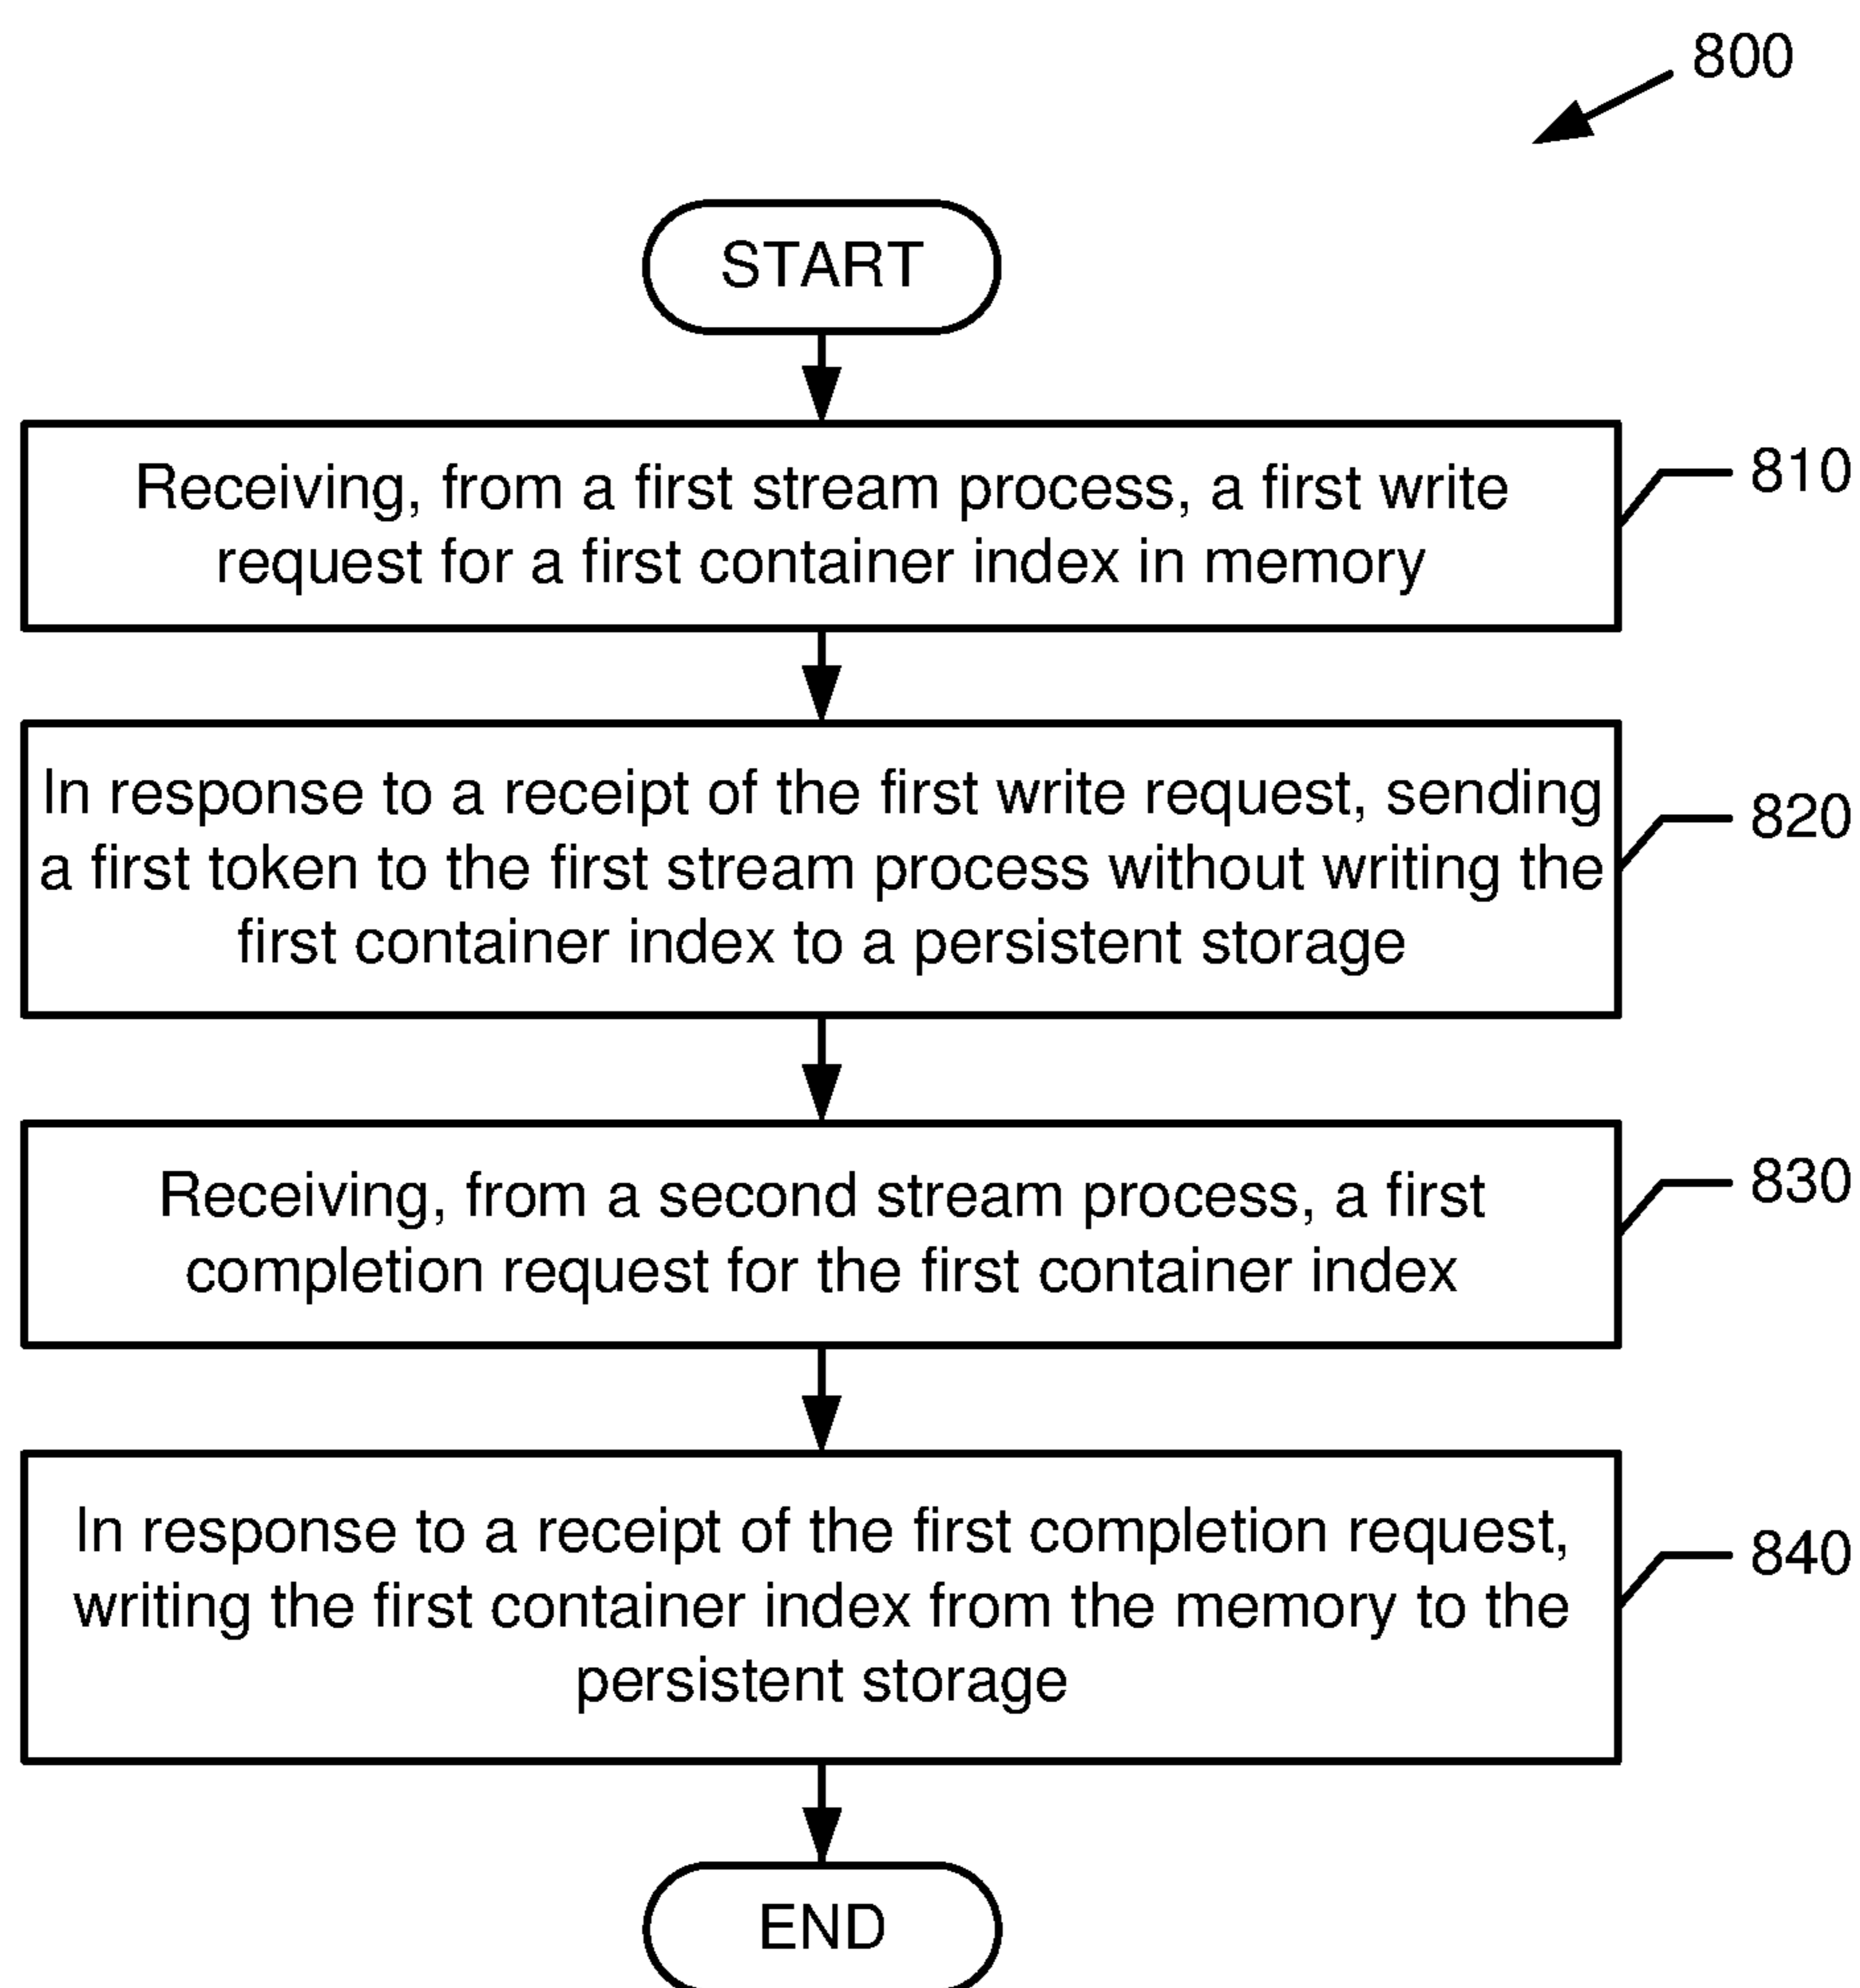 800
START
Receiving, from a first stream process, a first write
request for a first container index in memory
810
In response to a receipt of the first write request, sending
a first token to the first stream process without writing the
first container index to a persistent storage
820
Receiving, from a second stream process, a first
completion request for the first container index
830
In response to a receipt of the first completion request,
writing the first container index from the memory to the
persistent storage
840
END